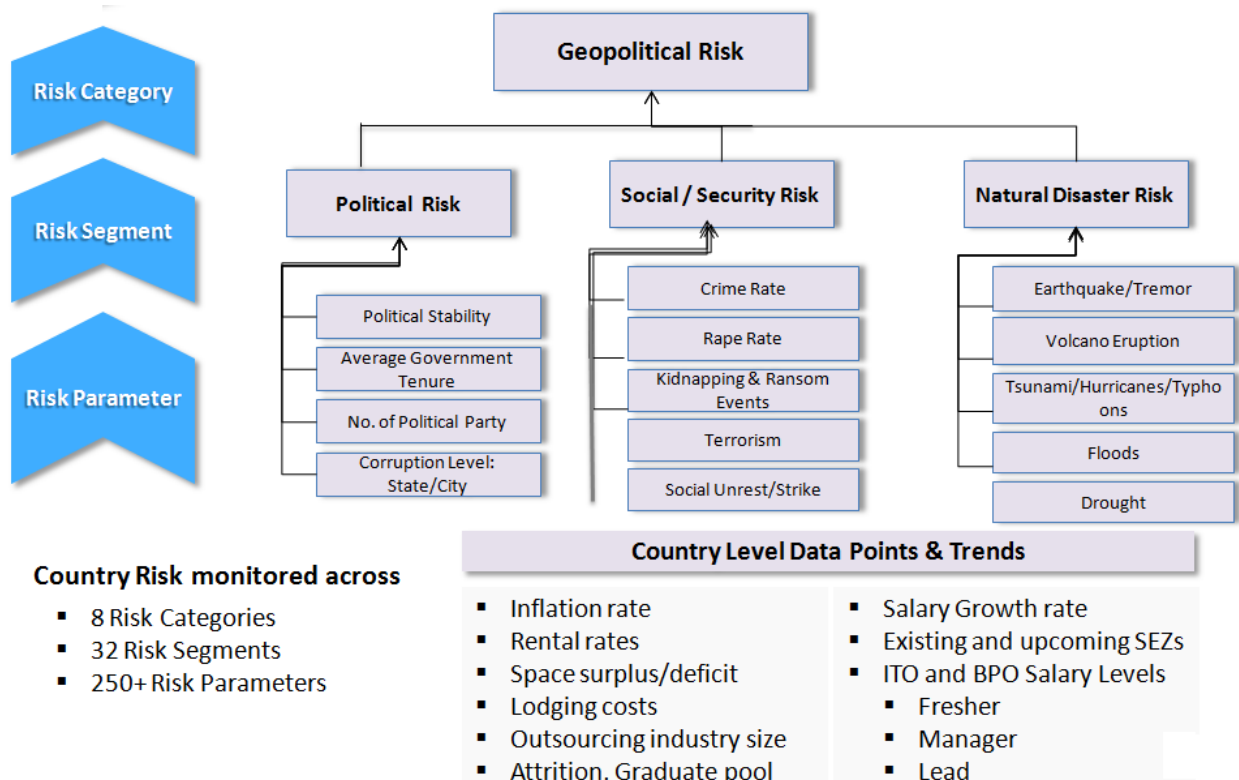 Geopolitical Risk
Risk Category
Risk Segment
Risk Parameter
Political Risk
Social / Security Risk
Natural Disaster Risk
Political Stability
Average Government
Tenure
No. of Political Party
Corruption Level:
State/City
Crime Rate
Rape Rate
Kidnapping & Ransom
Events
Terrorism
Social Unrest/Strike
Earthquake/Tremor
Volcano Eruption
Tsunami/Hurricanes/Typho
ons
Floods
Drought
Country Risk monitored across
▪ 8 Risk Categories
▪ 32 Risk Segments
▪ 250+ Risk Parameters
Country Level Data Points & Trends
▪ Inflation rate
▪ Rental rates
▪ Space surplus/deficit
▪ Lodging costs
▪ Outsourcing industry size
▪ Attrition, Graduate pool
▪ Salary Growth rate
▪ Existing and upcoming SEZs
▪ ITO and BPO Salary Levels
▪ Fresher
▪ Manager
▪ Lead